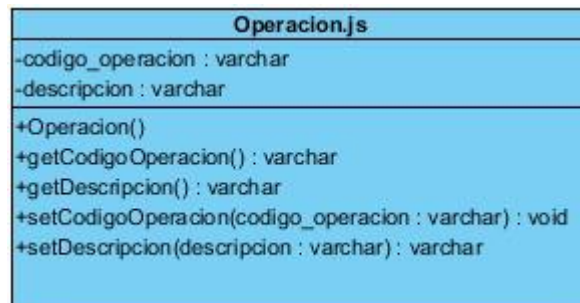 Operacion.js
-codigo_operacion : varchar
-descripcion : varchar
+Operacion()
+getCodigoOperacion() : varchar
+getDescripcion() : varchar
+setCodigoOperacion(codigo_operacion : varchar) : void
+setDescripcion(descripcion : varchar) : varchar